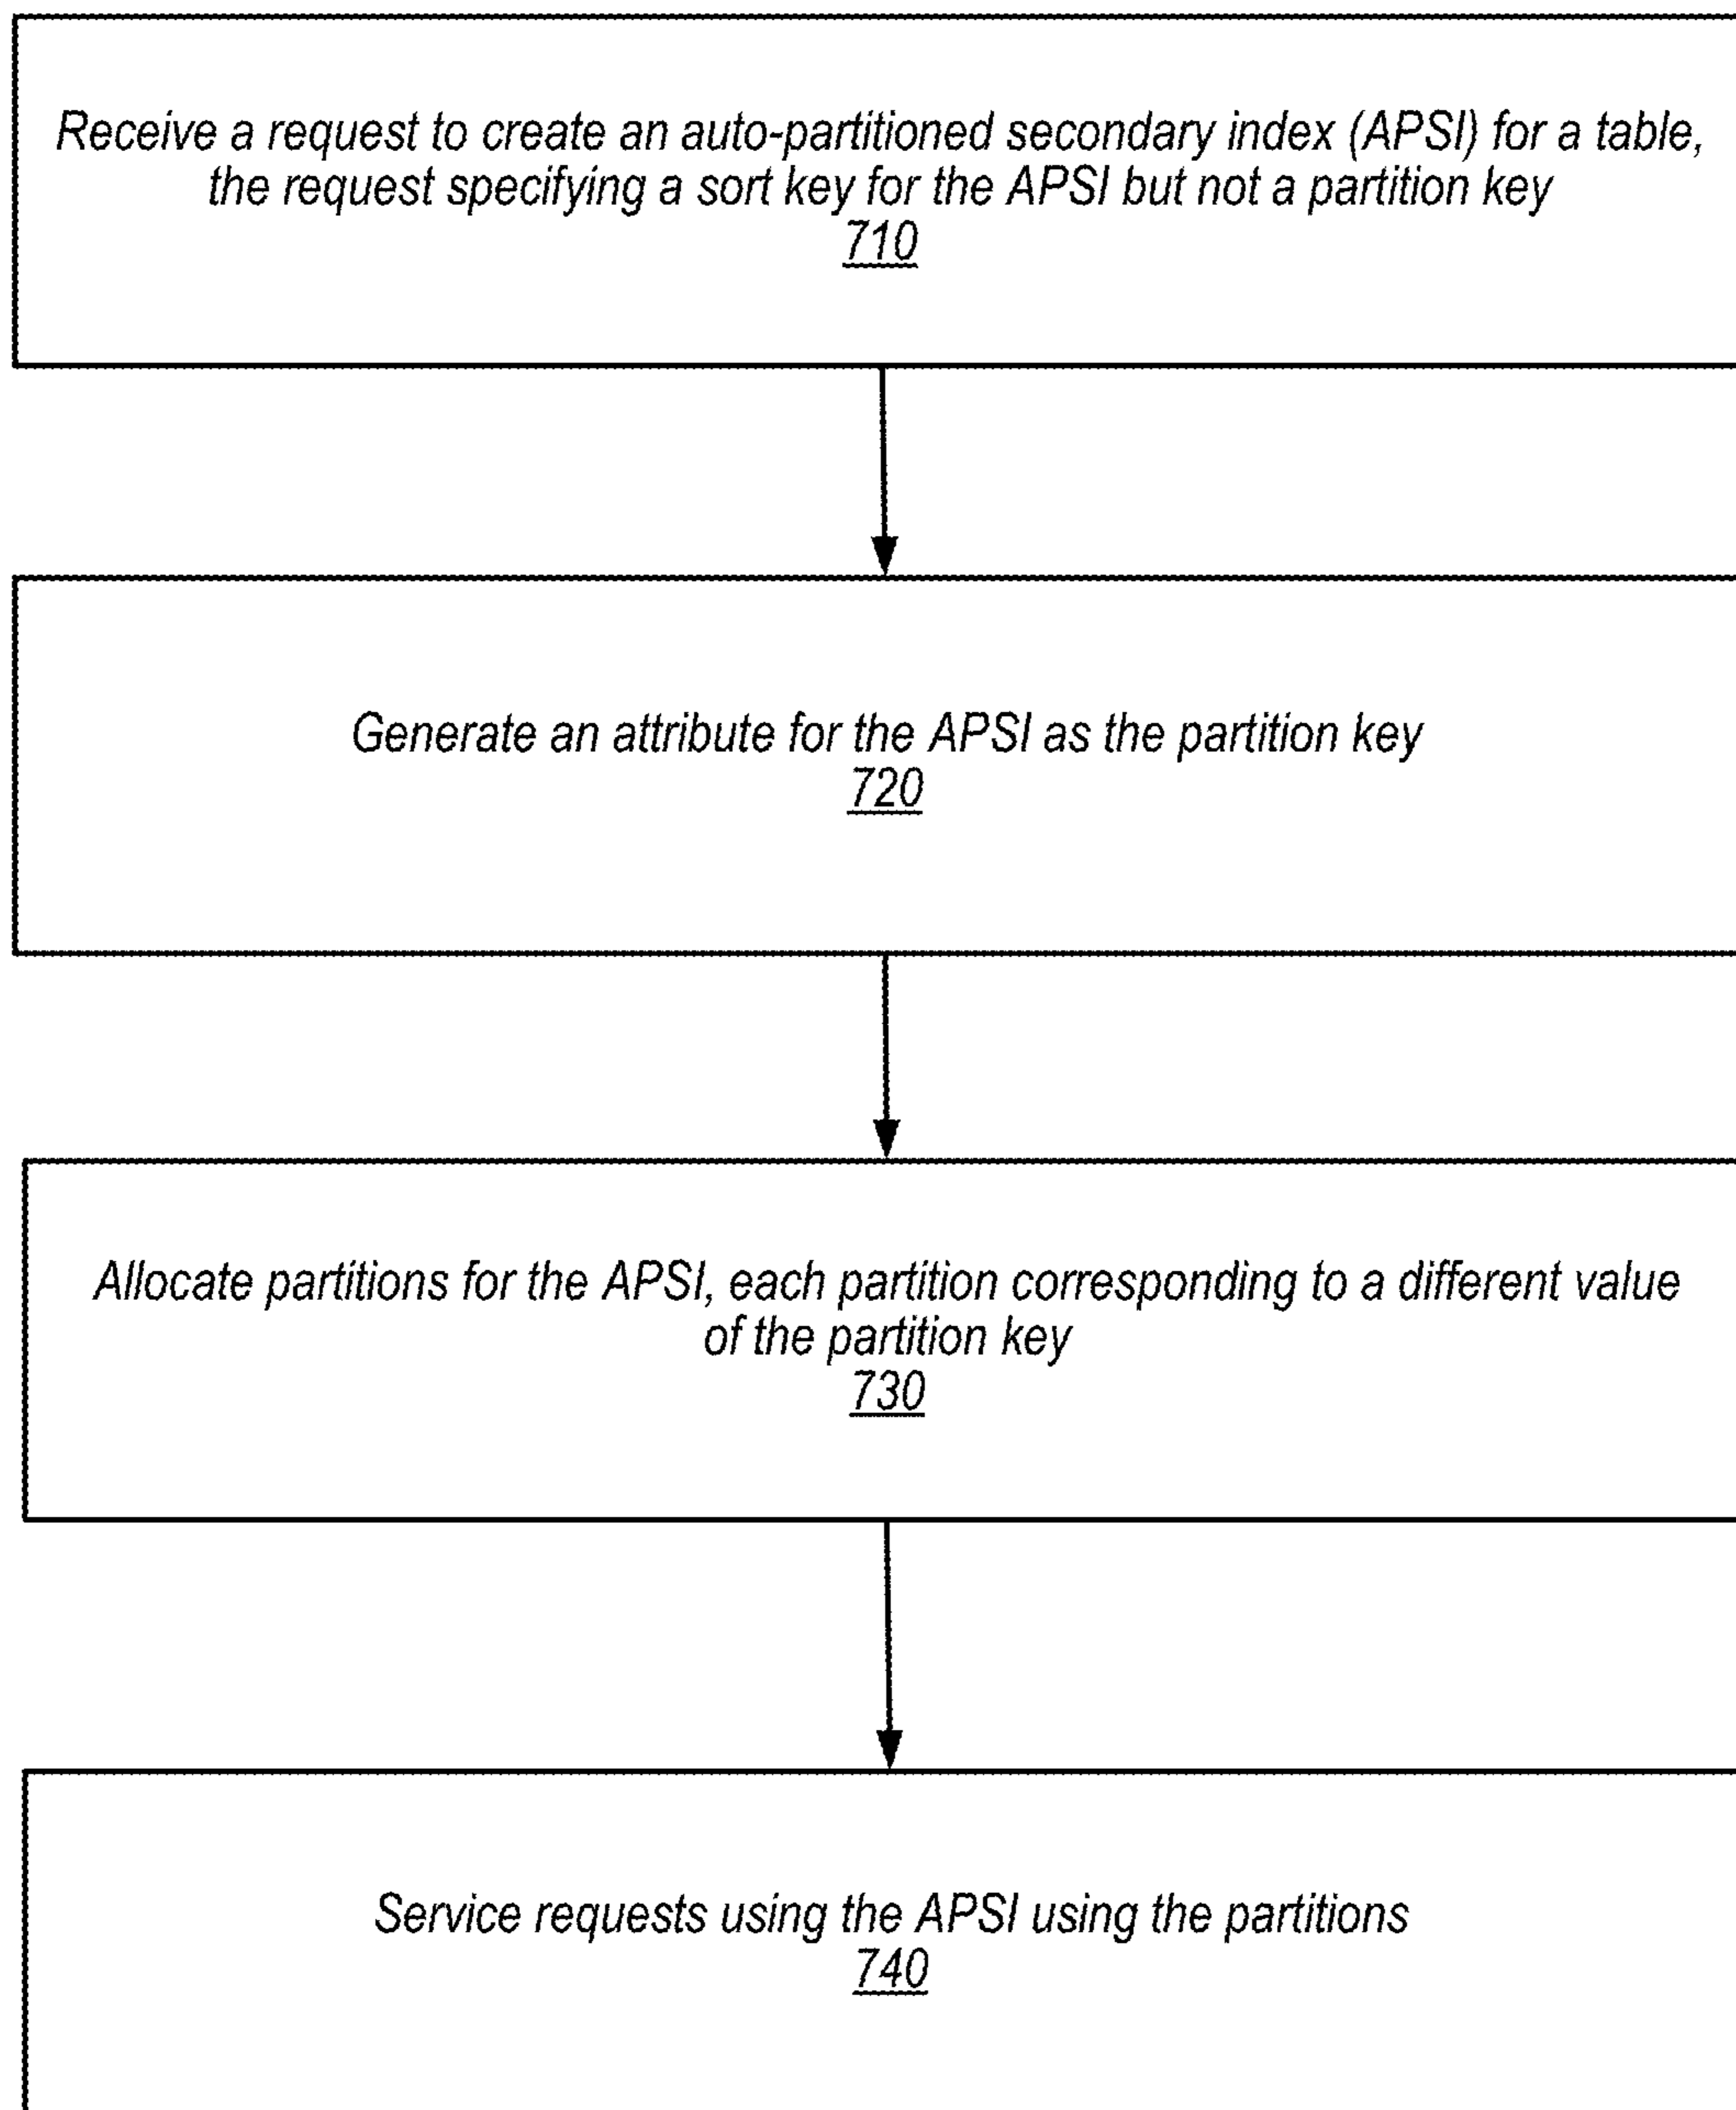 Receive a request to create an auto-partitioned secondary index (APSI) for a table,
the request specifying a sort key for the APSI but not a partition key
710
Generate an attribute for the APSI as the partition key
720
Allocate partitions for the APSI, each partition corresponding to a different value
of the partition key
730
Service requests using the APSI using the partitions
740